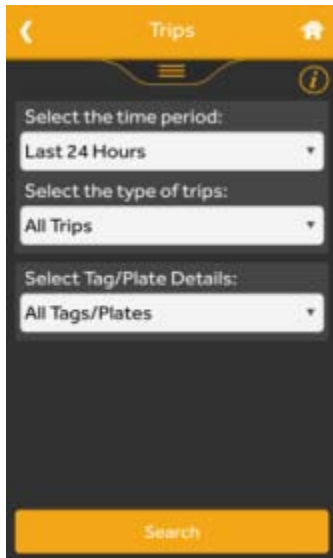 Trips
Select the time period:
Last 24 Hours
Select the type of trips:
All Trips
Select Tag/Plate Details:
All Tags/Plates
Search